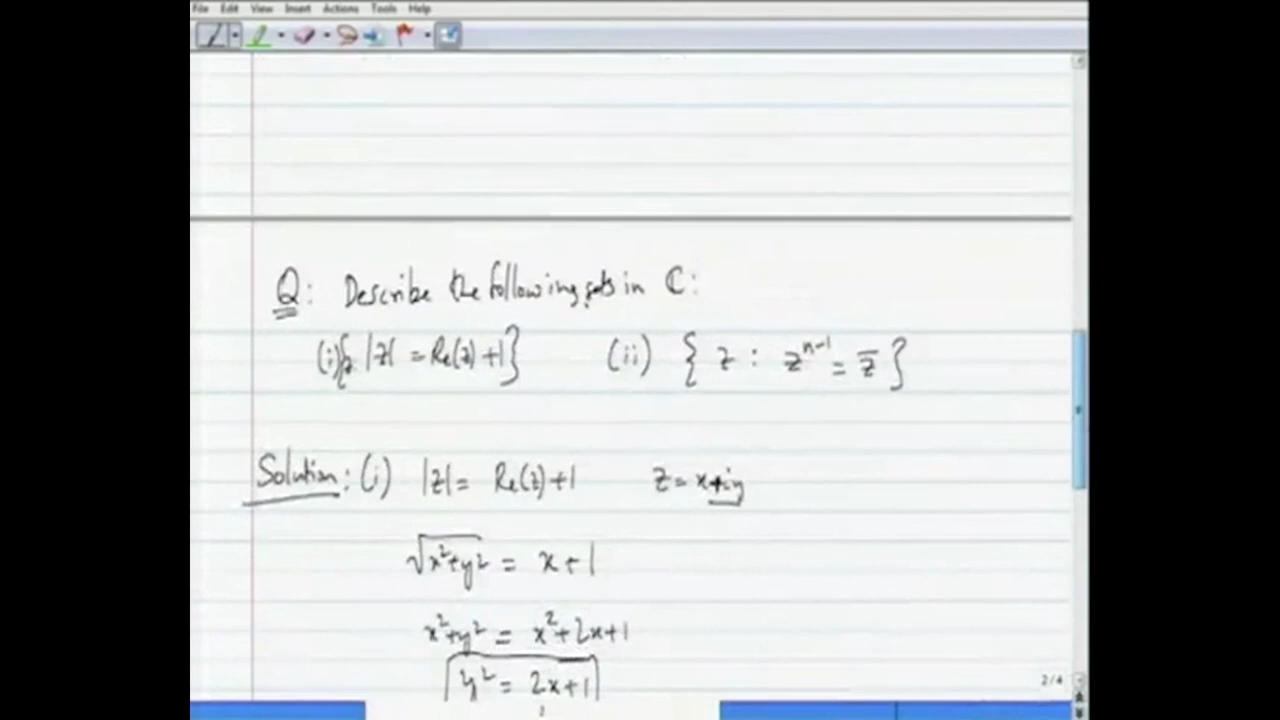 File Edit View Insert Actions Tools Help
Q: Describe the following sets in ℂ:
(i) {z: |z| = Re(z)+1} (ii) { z : z^{n-1} = z̄ }
Solution: (i) |z| = Re(z)+1 z = x+iy
√(x²+y²) = x+1
x²+y² = x²+2x+1
y² = 2x+1
2/4